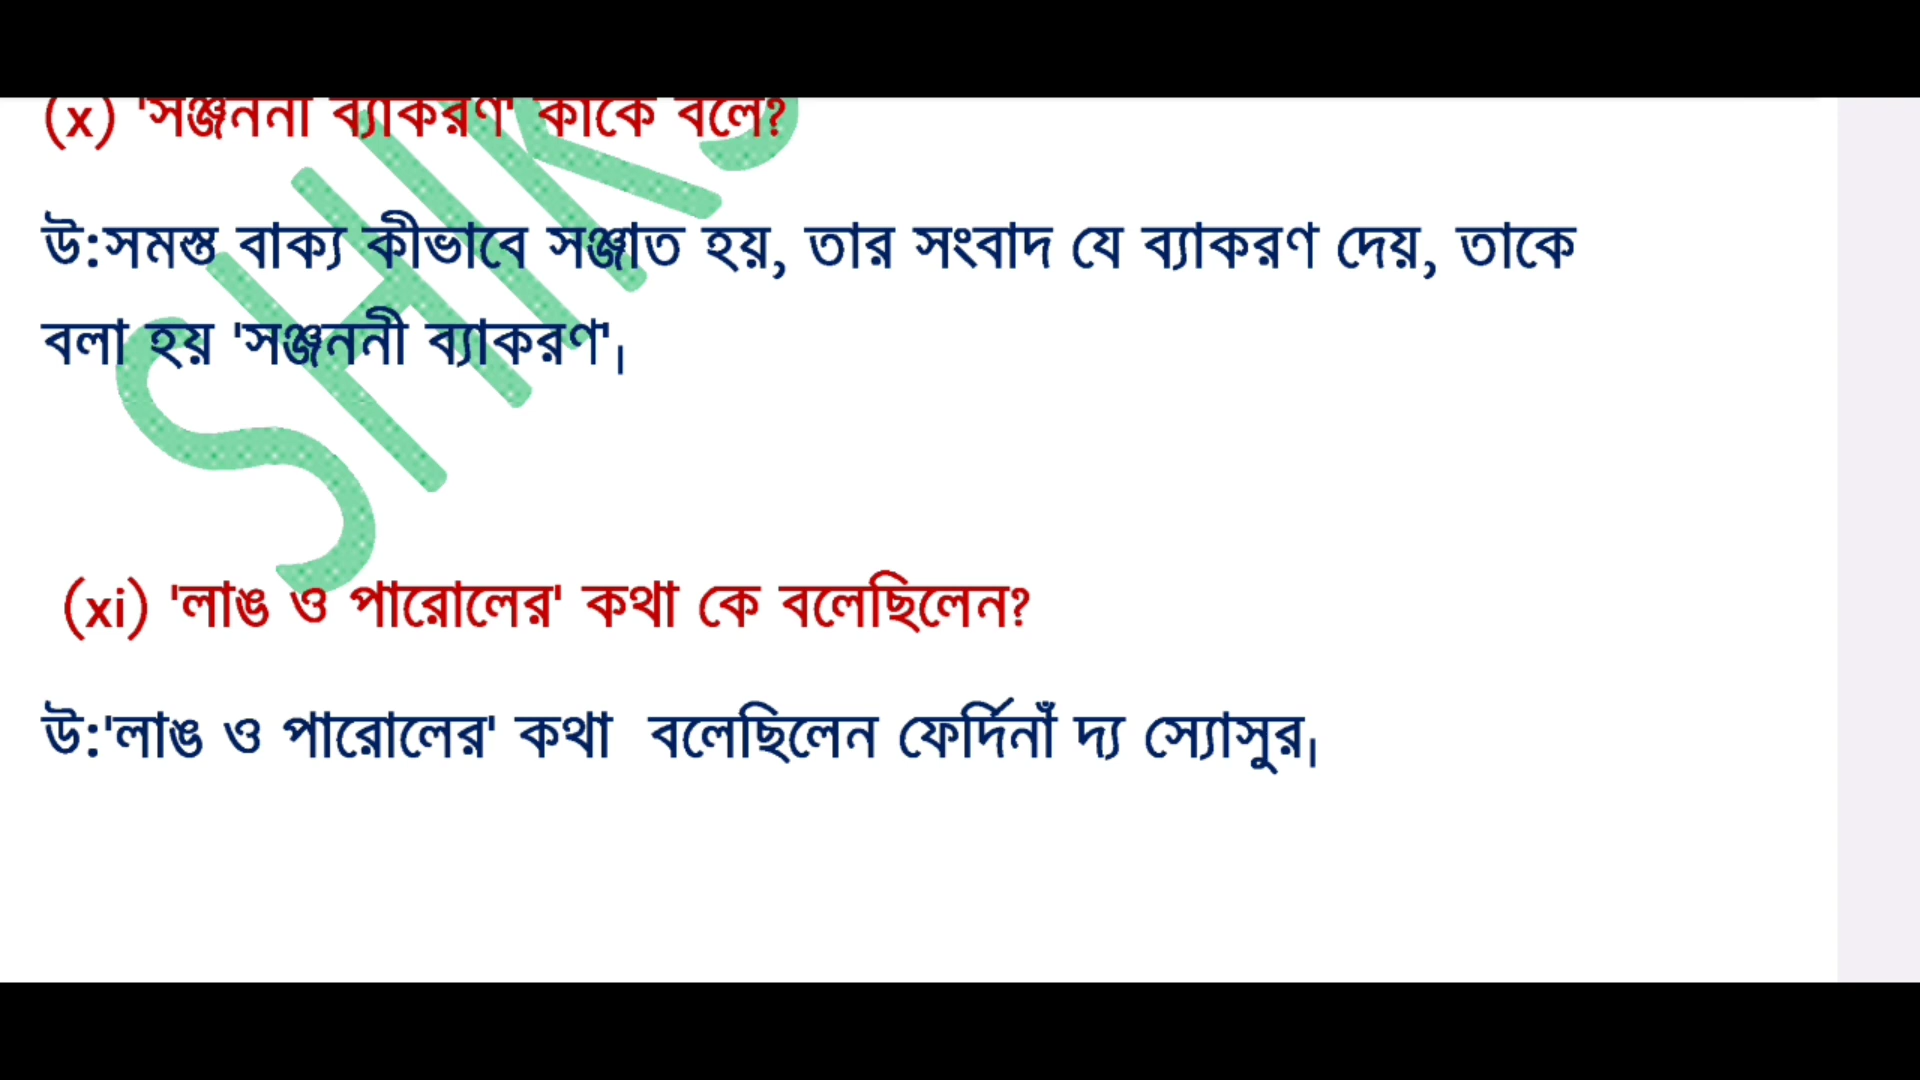 (x) 'সঞ্জননী ব্যাকরণ' কাকে বলে?
উ:সমস্ত বাক্য কীভাবে সঞ্জাত হয়, তার সংবাদ যে ব্যাকরণ দেয়, তাকে
বলা হয় 'সঞ্জননী ব্যাকরণ'।
(xi) 'লাঙ ও পারোলের' কথা কে বলেছিলেন?
উ:'লাঙ ও পারোলের' কথা বলেছিলেন ফের্দিনাঁ দ্য স্যোসুর।